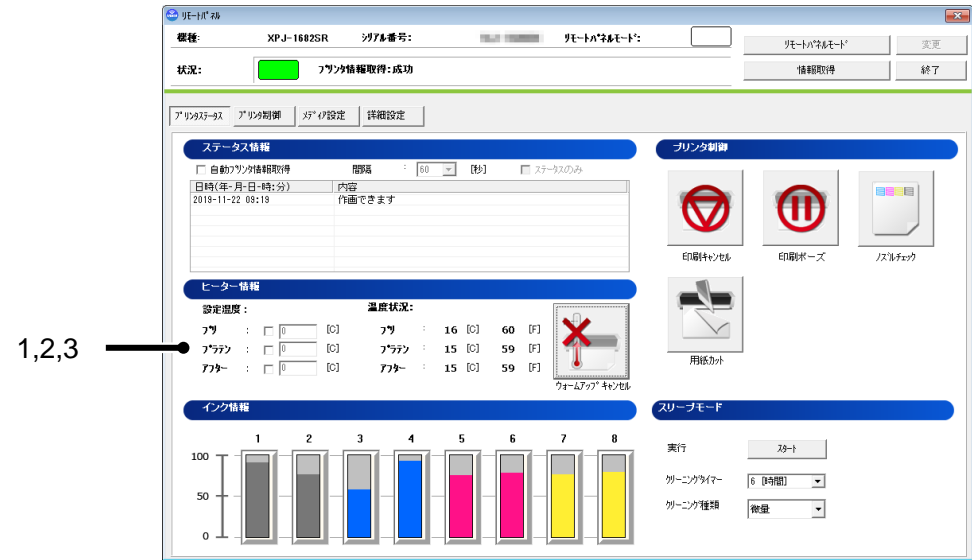 リモートパネル
機種: XPJ-1682SR シリアル番号: リモートパネルモード: リモートパネルモード 変更
状況: プリンタ情報取得:成功 情報取得 終了
プリンタステータス プリンタ制御 メディア設定 詳細設定
ステータス情報
自動プリンタ情報取得 間隔 : 60 [秒] ステータスのみ
日時(年-月-日-時:分) 内容
2019-11-22 09:19 作画できます
ヒーター情報
設定温度: 温度状況:
プリ : 0 [C] プリ : 16 [C] 60 [F]
プラテン : 0 [C] プラテン : 15 [C] 59 [F]
アフター : 0 [C] アフター : 15 [C] 59 [F]
ウォームアップ キャンセル
1,2,3
インク情報
1 2 3 4 5 6 7 8
100
50
0
プリンタ制御
印刷キャンセル 印刷ポーズ ノズルチェック
用紙カット
スリープモード
実行 スタート
クリーニングタイマー 6 [時間]
クリーニング種類 微量